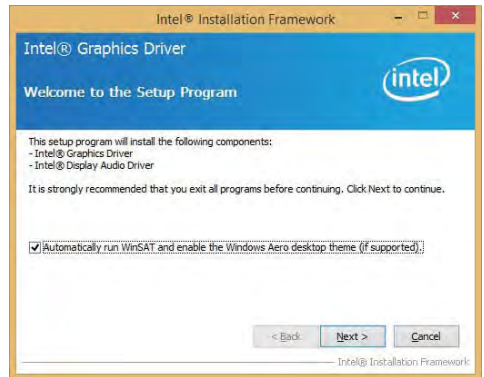 Intel® Installation Framework
Intel® Graphics Driver
Welcome to the Setup Program
intel
This setup program will install the following components:
- Intel® Graphics Driver
- Intel® Display Audio Driver
It is strongly recommended that you exit all programs before continuing. Click Next to continue.
Automatically run WinSAT and enable the Windows Aero desktop theme (if supported).
< Back Next > Cancel
Intel® Installation Framework